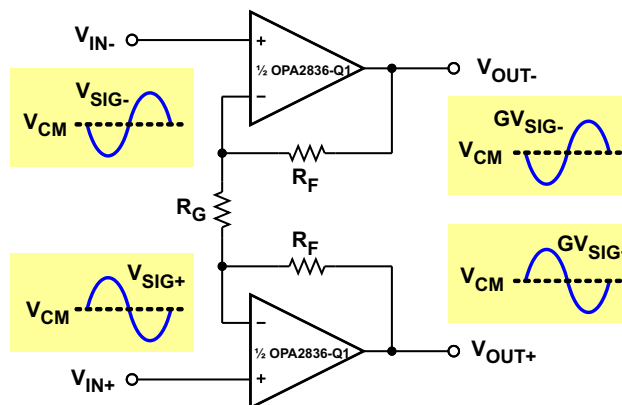 VIN-
+
½ OPA2836-Q1
−
VOUT-
VSIG-
VCM
GVSIG-
VCM
RF
RG
RF
VSIG+
VCM
GVSIG+
VCM
−
½ OPA2836-Q1
+
VOUT+
VIN+